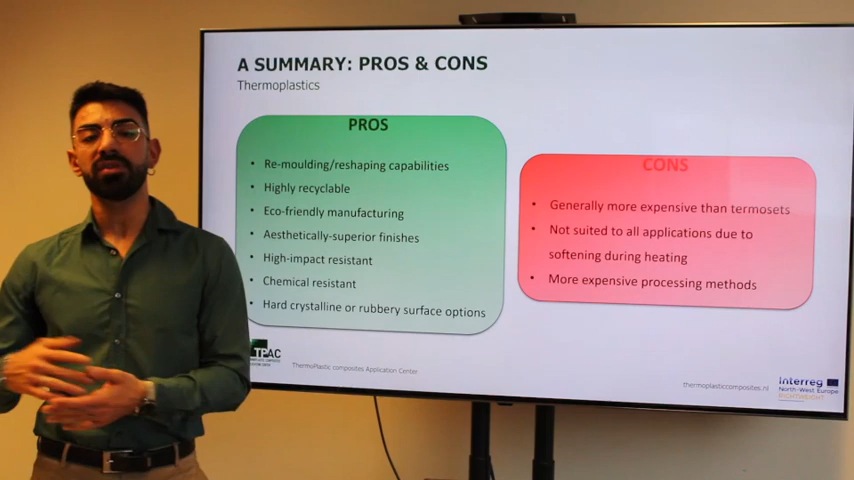 A SUMMARY: PROS & CONS
Thermoplastics
PROS
• Re-moulding/reshaping capabilities
• Highly recyclable
• Eco-friendly manufacturing
• Aesthetically-superior finishes
• High-impact resistant
• Chemical resistant
• Hard crystalline or rubbery surface options
CONS
• Generally more expensive than termosets
• Not suited to all applications due to
softening during heating
• More expensive processing methods
TPAC
ThermoPlastic composites Application Center
thermoplasticcomposites.nl
Interreg
North-West Europe